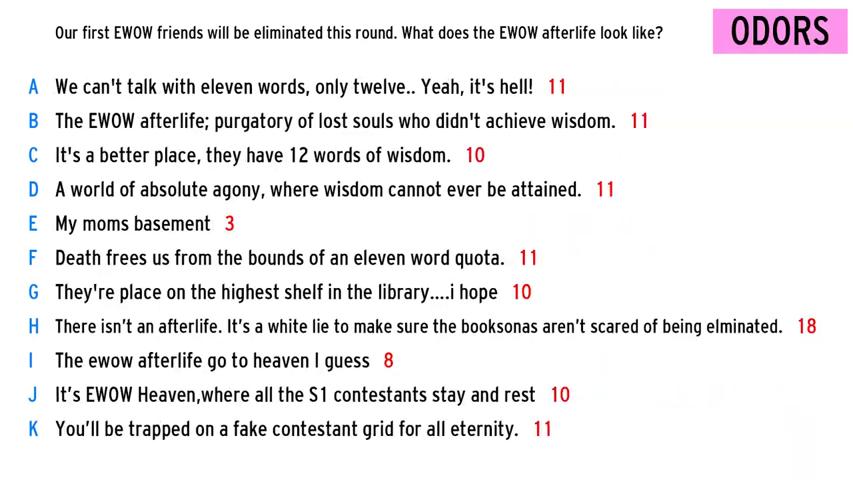 Our first EWOW friends will be eliminated this round. What does the EWOW afterlife look like?
ODORS
A We can't talk with eleven words, only twelve.. Yeah, it's hell! 11
B The EWOW afterlife; purgatory of lost souls who didn't achieve wisdom. 11
C It's a better place, they have 12 words of wisdom. 10
D A world of absolute agony, where wisdom cannot ever be attained. 11
E My moms basement 3
F Death frees us from the bounds of an eleven word quota. 11
G They're place on the highest shelf in the library....i hope 10
H There isn't an afterlife. It's a white lie to make sure the booksonas aren't scared of being elminated. 18
I The ewow afterlife go to heaven I guess 8
J It's EWOW Heaven,where all the S1 contestants stay and rest 10
K You'll be trapped on a fake contestant grid for all eternity. 11